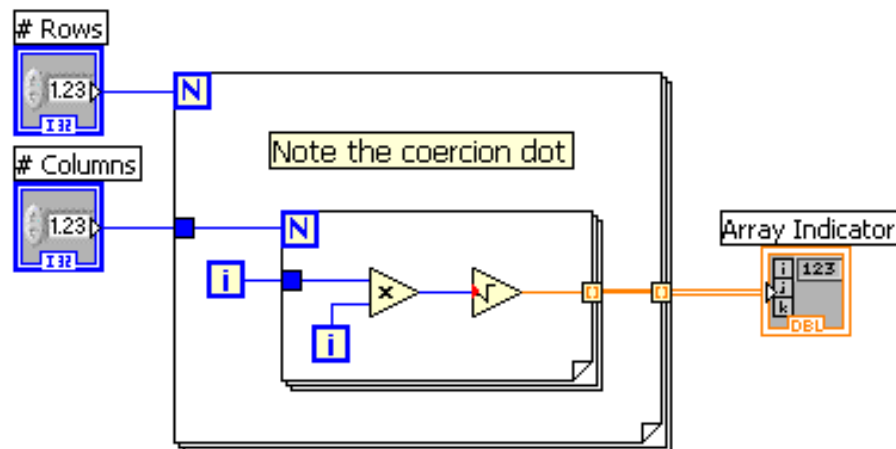 # Rows
1.23
I32
N
Note the coercion dot
# Columns
1.23
I32
N
i
i
Array Indicator
i
123
j
k
DBL